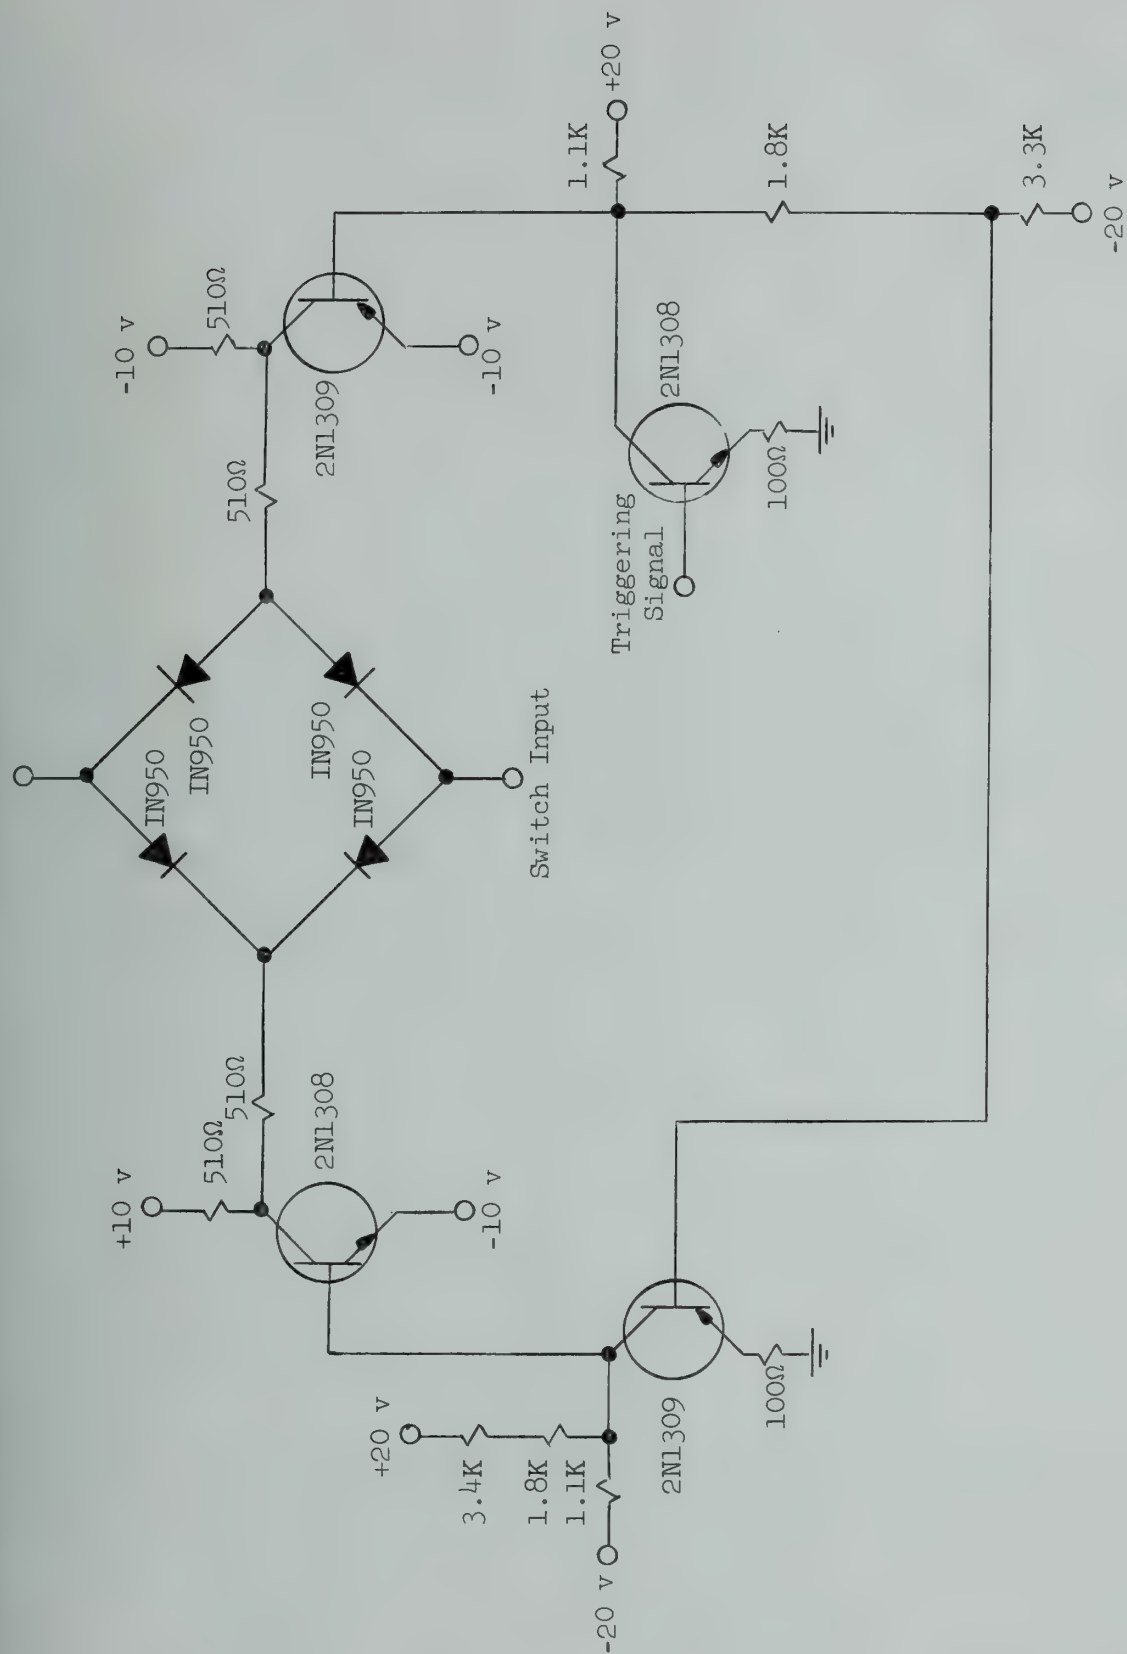 +10 v
-10 v
510Ω
510Ω
510Ω
510Ω
IN950
IN950
IN950
IN950
2N1308
2N1309
+20 v
-10 v
-10 v
3.4K
1.8K
1.1K
Switch Input
1.1K
-20 v
+20 v
Triggering
Signal
2N1309
2N1308
100Ω
100Ω
1.8K
3.3K
-20 v